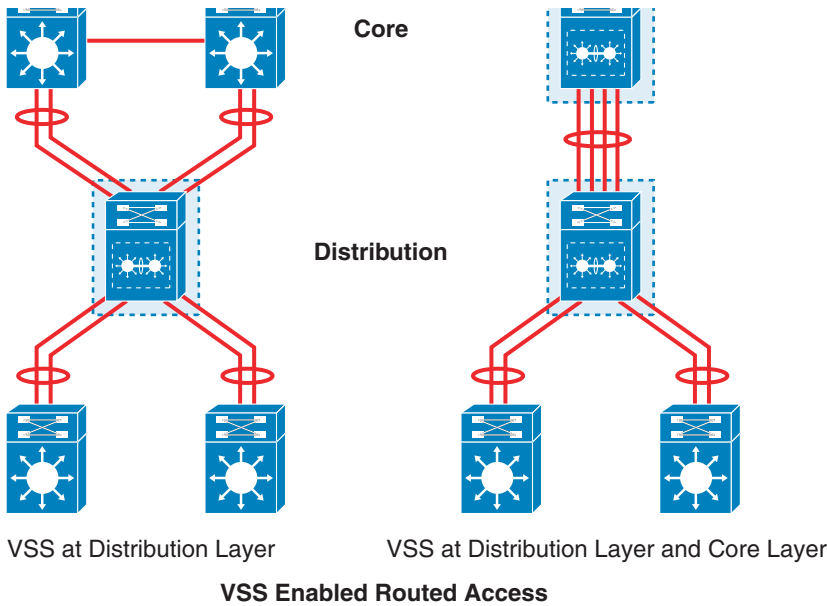 Core
Distribution
VSS at Distribution Layer
VSS at Distribution Layer and Core Layer
VSS Enabled Routed Access